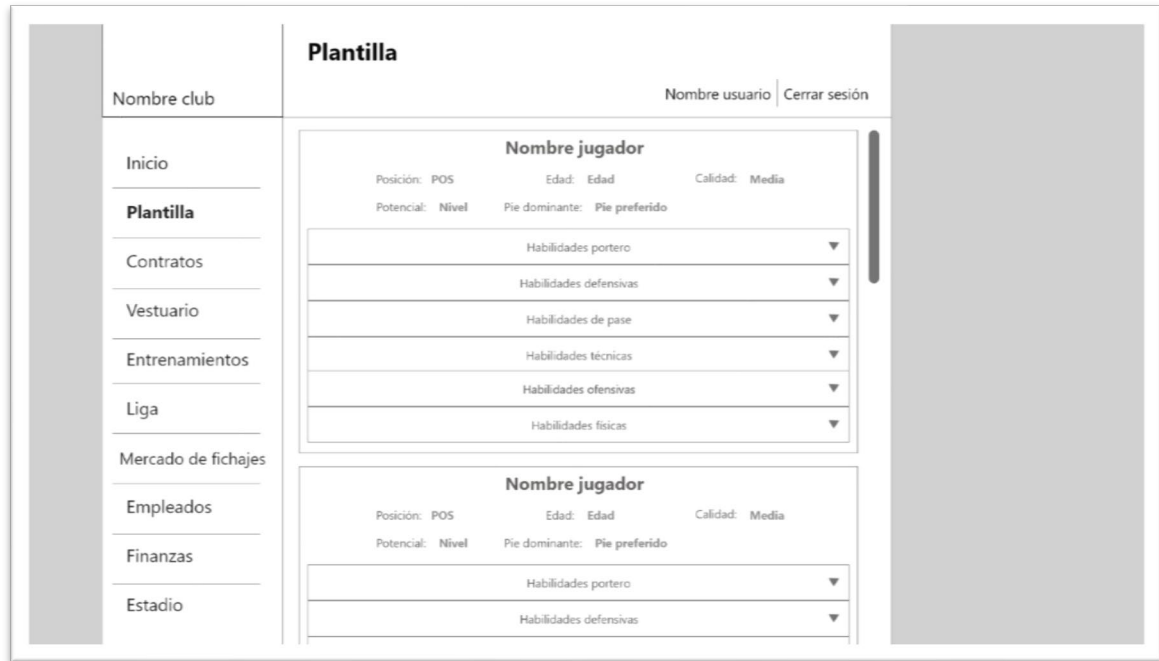 Plantilla
Nombre club
Nombre usuario Cerrar sesión
Inicio
Plantilla
Contratos
Vestuario
Entrenamientos
Liga
Mercado de fichajes
Empleados
Finanzas
Estadio
Nombre jugador
Posición: POS Edad: Edad Calidad: Media
Potencial: Nivel Pie dominante: Pie preferido
Habilidades portero
Habilidades defensivas
Habilidades de pase
Habilidades técnicas
Habilidades ofensivas
Habilidades físicas
Nombre jugador
Posición: POS Edad: Edad Calidad: Media
Potencial: Nivel Pie dominante: Pie preferido
Habilidades portero
Habilidades defensivas